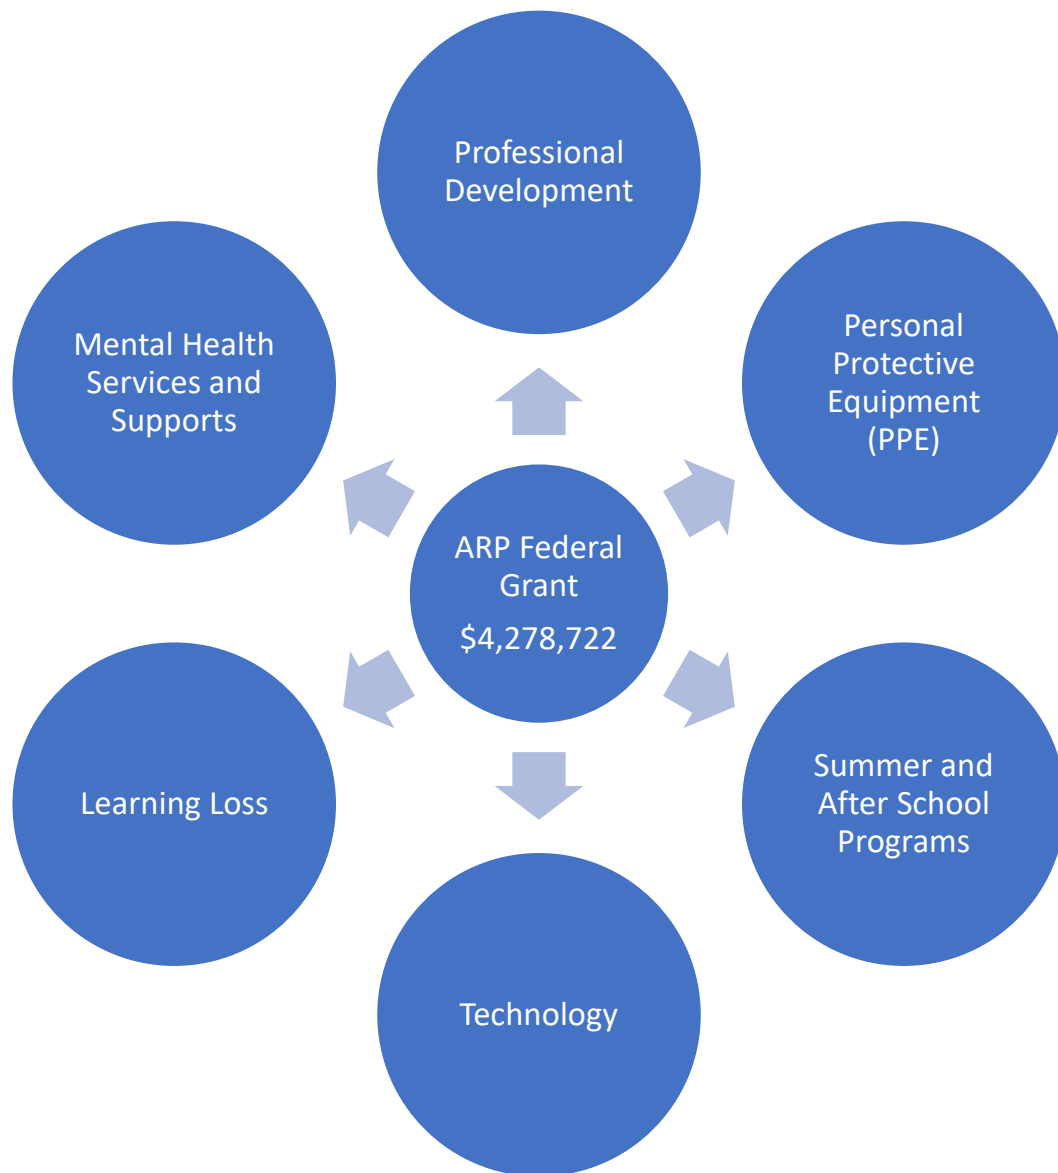 Professional
Development
Mental Health
Services and
Supports
Personal
Protective
Equipment
(PPE)
ARP Federal
Grant
$4,278,722
Learning Loss
Summer and
After School
Programs
Technology